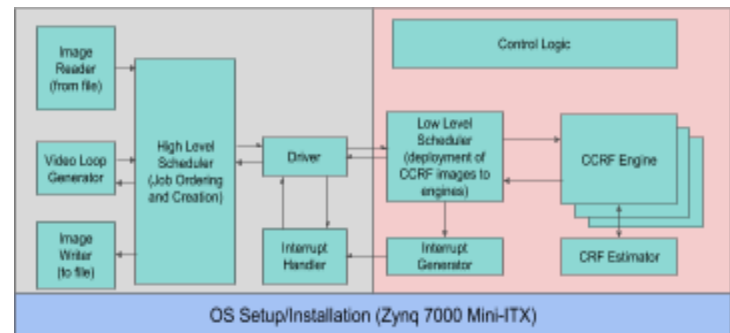 Image
Reader
(from file)
Video Loop
Generator
Image
Writer
(to file)
High Level
Scheduler
(Job Ordering
and Creation)
Driver
Interrupt
Handler
Control Logic
Low Level
Scheduler
(deployment of
CCRF images to
engines)
Interrupt
Generator
CCRF Engine
CRF Estimator
OS Setup/Installation (Zynq 7000 Mini-ITX)